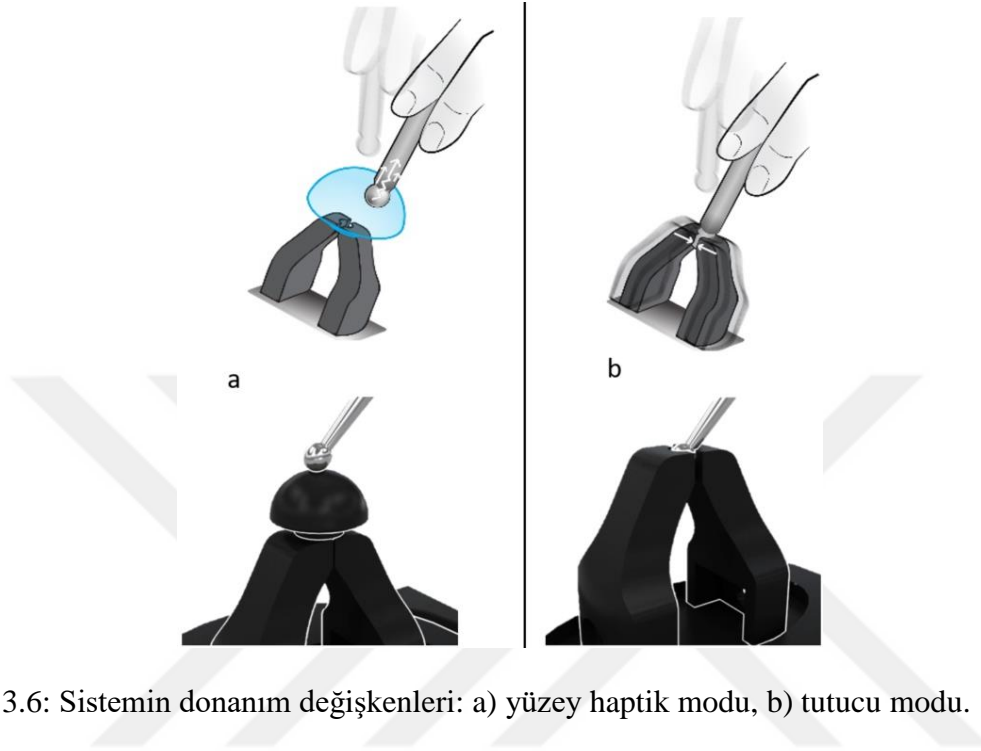 a
b
3.6: Sistemin donanım değişkenleri: a) yüzey haptik modu, b) tutucu modu.